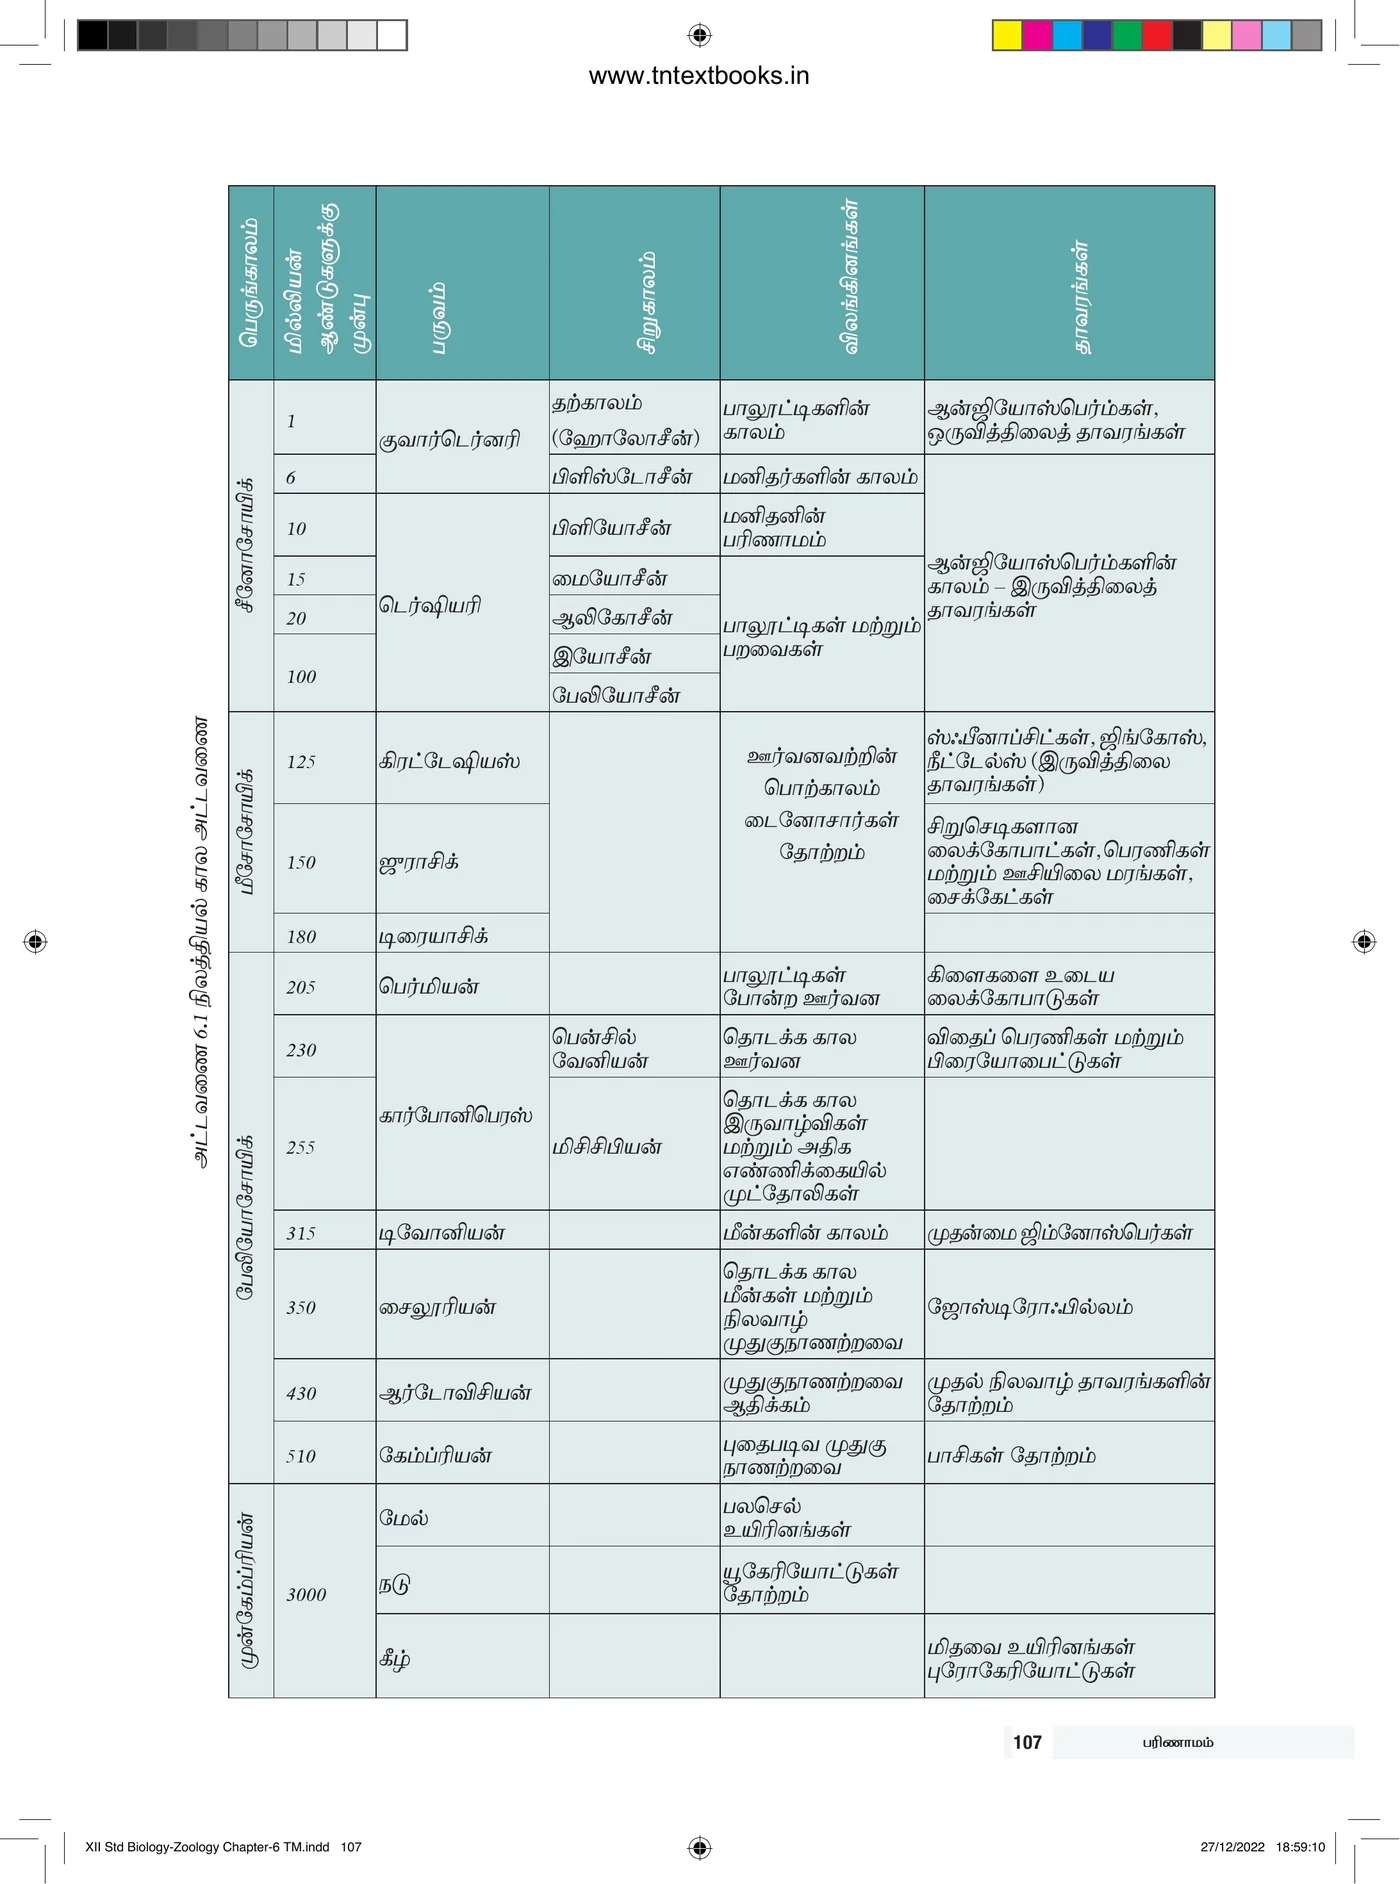 www.tntextbooks.in
அட்டவணை 6.1 நிலத்தியல் கால அட்டவணை
பெருங்காலம்
மில்லியன்
ஆண்டுகளுக்கு
முன்பு
பருவம்
சிறுகாலம்
விலங்கினங்கள்
தாவரங்கள்
சீனோசோயிக்
1
குவார்டெர்னரி
தற்காலம்
(ஹோலோசீன்)
பாலூட்டிகளின்
காலம்
ஆன்ஜியோஸ்பெர்ம்கள்,
ஒருவித்திலைத் தாவரங்கள்
6
பிளிஸ்டோசீன்
மனிதர்களின் காலம்
ஆன்ஜியோஸ்பெர்ம்களின்
காலம் – இருவித்திலைத்
தாவரங்கள்
10
டெர்ஷியரி
பிளியோசீன்
மனிதனின்
பரிணாமம்
15
மையோசீன்
பாலூட்டிகள் மற்றும்
பறவைகள்
20
ஆலிகோசீன்
100
இயோசீன்
பேலியோசீன்
மீசோசோயிக்
125
கிரட்டேஷியஸ்
ஊர்வனவற்றின்
பொற்காலம்
டைனோசார்கள்
தோற்றம்
ஸ்ஃபீனாப்சிட்கள், ஜிங்கோஸ்,
நீட்டேல்ஸ் (இருவித்திலை
தாவரங்கள்)
150
ஜுராசிக்
சிறுசெடிகளான
லைக்கோபாட்கள்,பெரணிகள்
மற்றும் ஊசியிலை மரங்கள்,
சைக்கேட்கள்
180
டிரையாசிக்
பேலியோசோயிக்
205
பெர்மியன்
பாலூட்டிகள்
போன்ற ஊர்வன
கிளைகளை உடைய
லைக்கோபாடுகள்
230
கார்போனிபெரஸ்
பென்சில்
வேனியன்
தொடக்க கால
ஊர்வன
விதைப் பெரணிகள் மற்றும்
பிரையோபைட்டுகள்
255
மிசிசிபியன்
தொடக்க கால
இருவாழ்விகள்
மற்றும் அதிக
எண்ணிக்கையில்
முட்தோலிகள்
315
டிவோனியன்
மீன்களின் காலம்
முதன்மை ஜிம்னோஸ்பெர்கள்
350
சைலூரியன்
தொடக்க கால
மீன்கள் மற்றும்
நிலவாழ்
முதுகுநாணற்றவை
ஜோஸ்டிரோஃபில்லம்
430
ஆர்டோவிசியன்
முதுகுநாணற்றவை
ஆதிக்கம்
முதல் நிலவாழ் தாவரங்களின்
தோற்றம்
510
கேம்ப்ரியன்
புதைபடிவ முதுகு
நாணற்றவை
பாசிகள் தோற்றம்
முன்கேம்ப்ரியன்
3000
மேல்
பலசெல்
உயிரினங்கள்
நடு
யூகேரியோட்டுகள்
தோற்றம்
கீழ்
மிதவை உயிரினங்கள்
புரோகேரியோட்டுகள்
107
பரிணாமம்
XII Std Biology-Zoology Chapter-6 TM.indd 107
27/12/2022 18:59:10